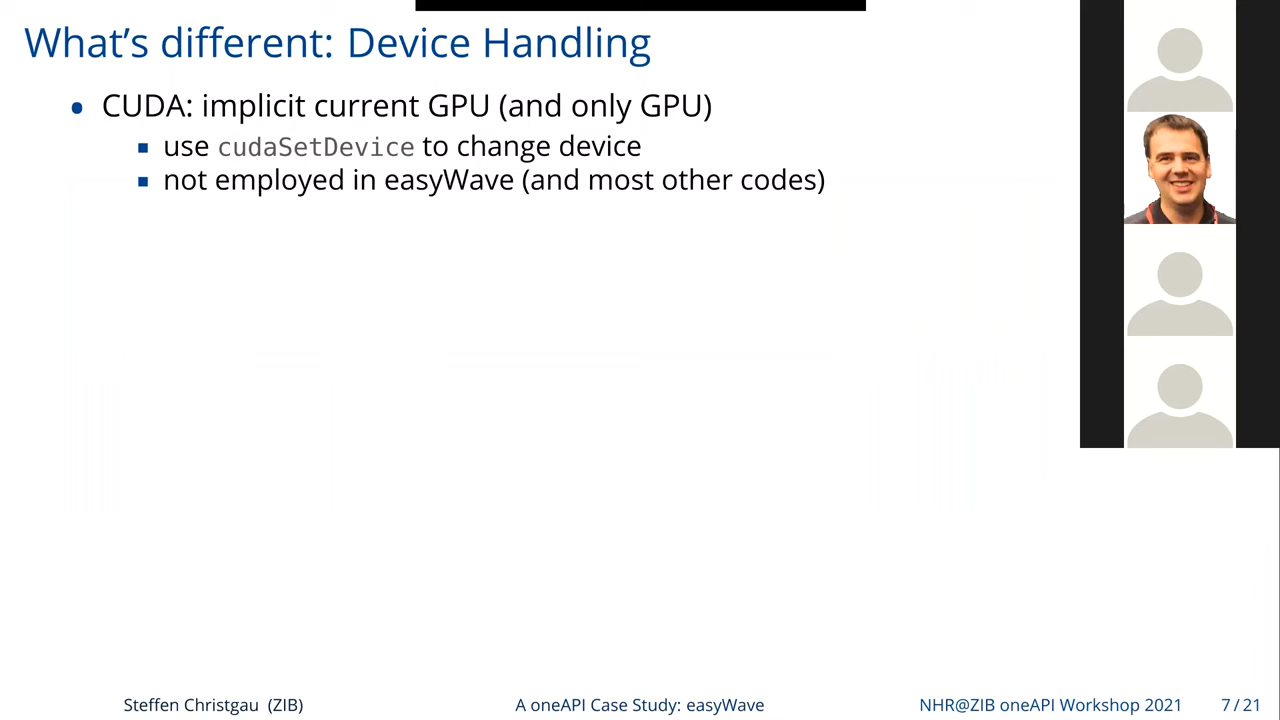 What's different: Device Handling
• CUDA: implicit current GPU (and only GPU)
▪ use cudaSetDevice to change device
▪ not employed in easyWave (and most other codes)
Steffen Christgau (ZIB) A oneAPI Case Study: easyWave NHR@ZIB oneAPI Workshop 2021 7 / 21